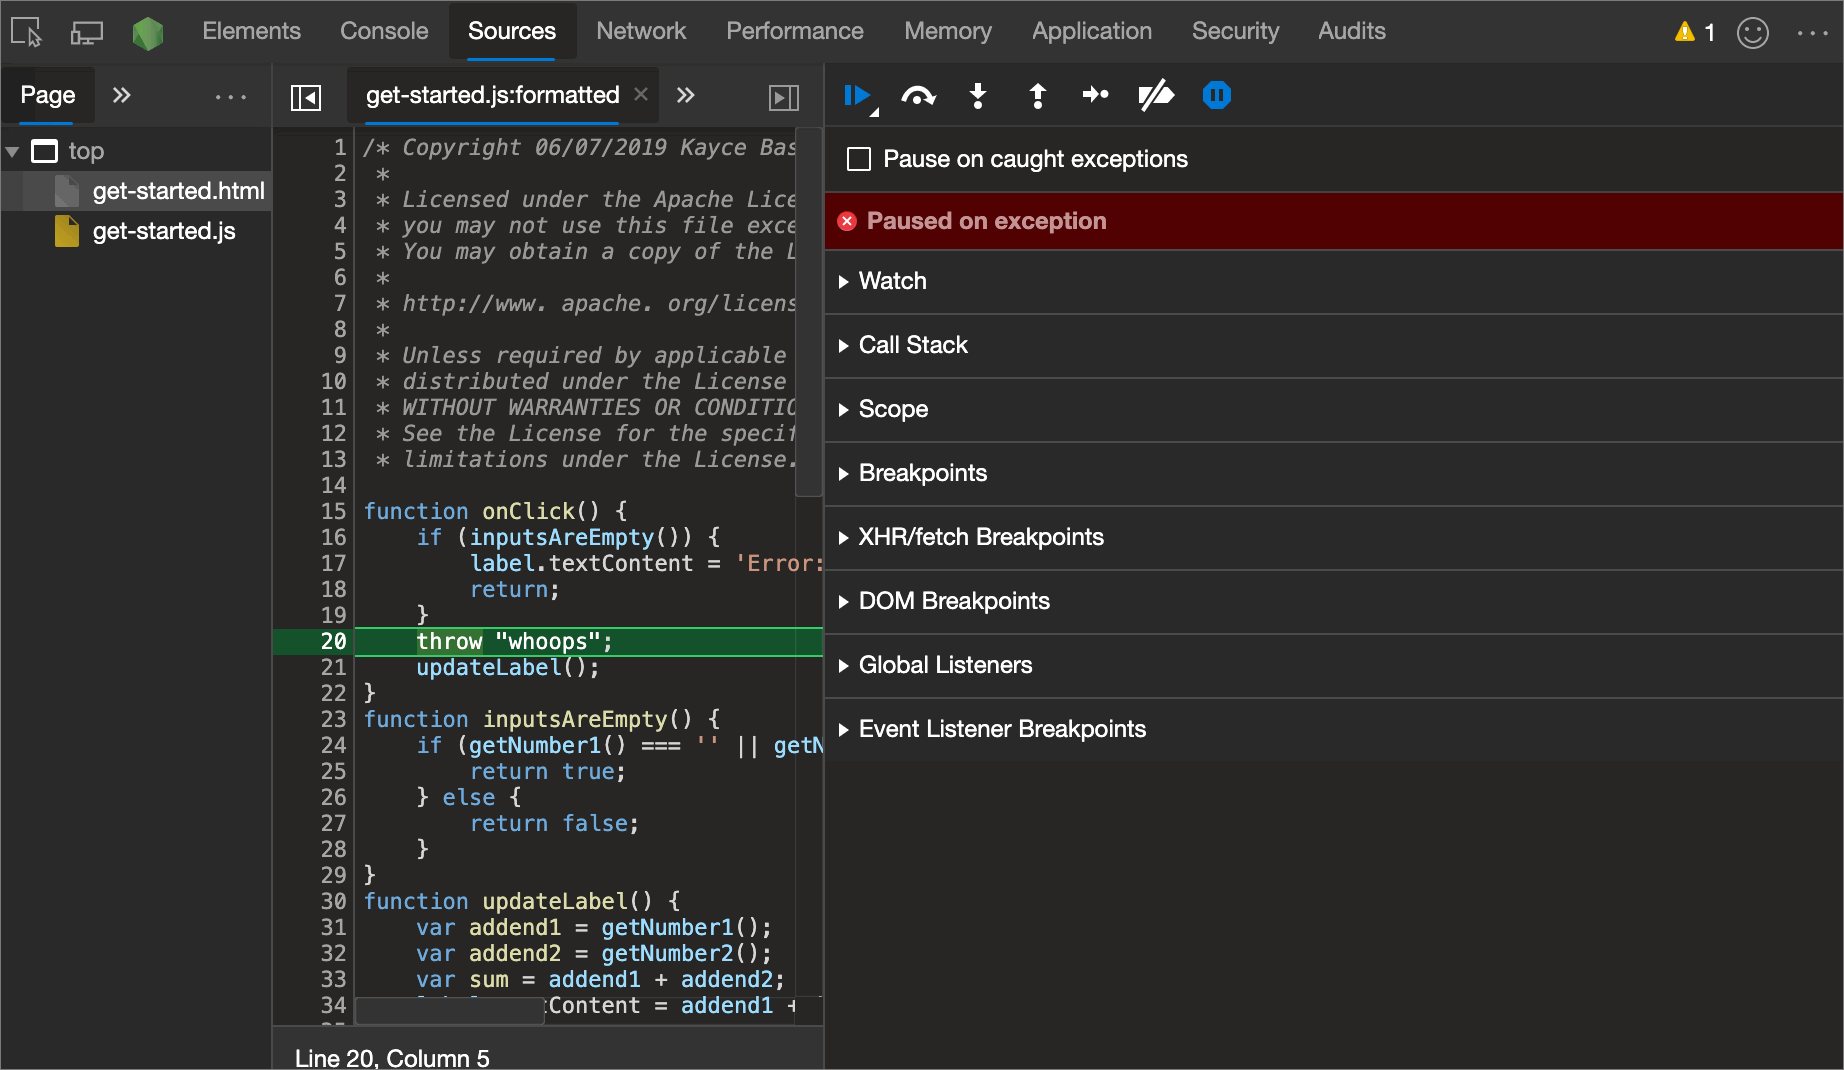 Elements Console Sources Network Performance Memory Application Security Audits 1
Page
get-started.js:formatted
top
get-started.html
get-started.js
1 /* Copyright 06/07/2019 Kayce Bas
2 *
3 * Licensed under the Apache Lice
4 * you may not use this file exce
5 * You may obtain a copy of the L
6 *
7 * http://www. apache. org/licens
8 *
9 * Unless required by applicable
10 * distributed under the License
11 * WITHOUT WARRANTIES OR CONDITIO
12 * See the License for the specif
13 * limitations under the License.
14
15 function onClick() {
16 if (inputsAreEmpty()) {
17 label.textContent = 'Error:
18 return;
19 }
20 throw "whoops";
21 updateLabel();
22 }
23 function inputsAreEmpty() {
24 if (getNumber1() === '' || getN
25 return true;
26 } else {
27 return false;
28 }
29 }
30 function updateLabel() {
31 var addend1 = getNumber1();
32 var addend2 = getNumber2();
33 var sum = addend1 + addend2;
34 tContent = addend1 +
Line 20, Column 5
Pause on caught exceptions
Paused on exception
Watch
Call Stack
Scope
Breakpoints
XHR/fetch Breakpoints
DOM Breakpoints
Global Listeners
Event Listener Breakpoints